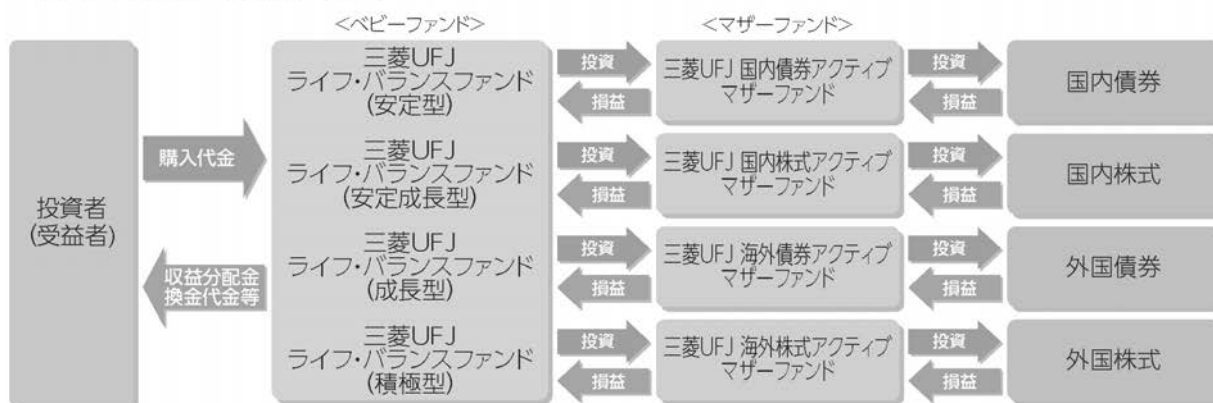 <ベビーファンド>
<マザーファンド>
投資者
(受益者)
購入代金
収益分配金
換金代金等
三菱UFJ
ライフ・バランスファンド
(安定型)
三菱UFJ
ライフ・バランスファンド
(安定成長型)
三菱UFJ
ライフ・バランスファンド
(成長型)
三菱UFJ
ライフ・バランスファンド
(積極型)
投資
損益
投資
損益
投資
損益
投資
損益
三菱UFJ 国内債券アクティブ
マザーファンド
三菱UFJ 国内株式アクティブ
マザーファンド
三菱UFJ 海外債券アクティブ
マザーファンド
三菱UFJ 海外株式アクティブ
マザーファンド
投資
損益
投資
損益
投資
損益
投資
損益
国内債券
国内株式
外国債券
外国株式